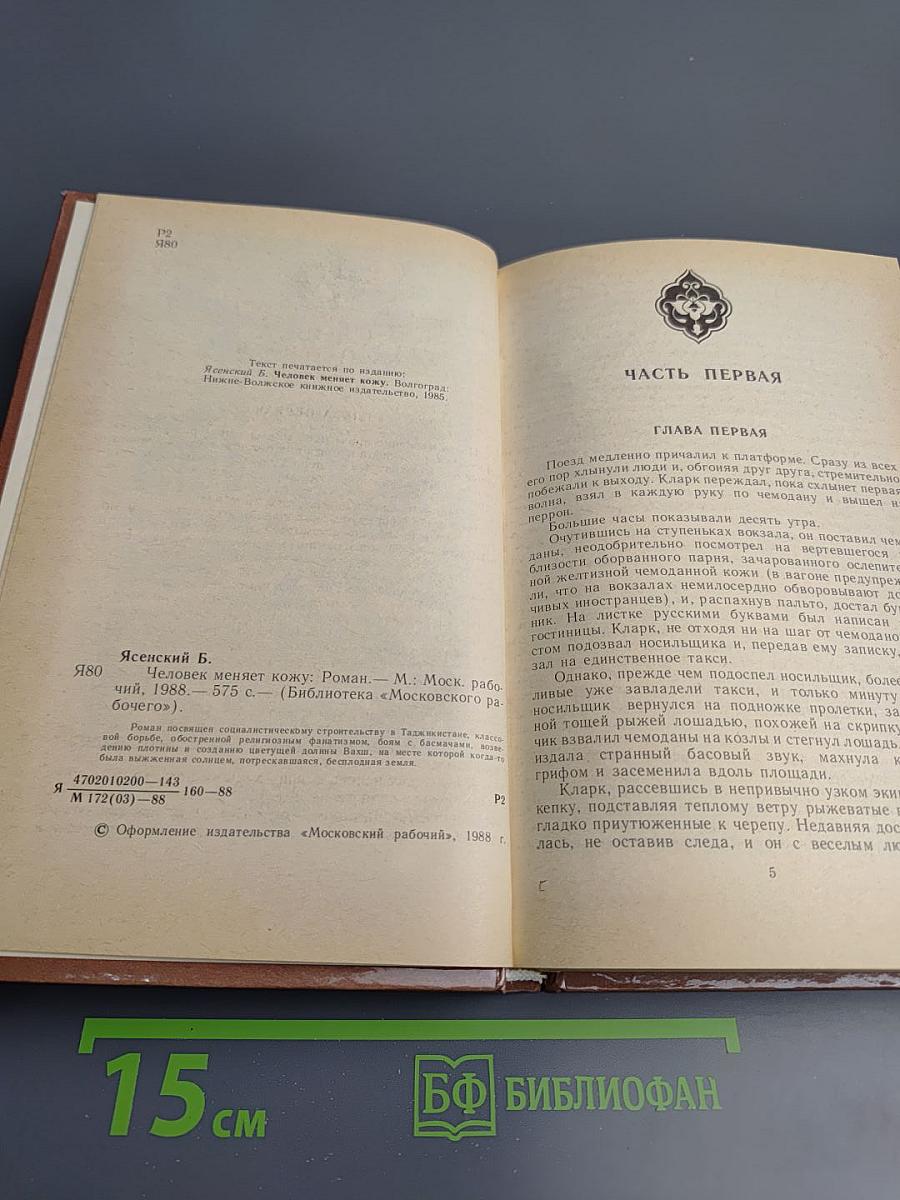 Р2
Я80
Текст печатается по изданию:
Ясенский Б. Человек меняет кожу. Волгоград:
Нижне-Волжское книжное издательство, 1985.
Ясенский Б.
Я80 Человек меняет кожу: Роман.— М.: Моск. рабо-
чий, 1988.— 575 с.— (Библиотека «Московского ра-
бочего»).
Роман посвящен социалистическому строительству в Таджикистане, классо-
вой борьбе, обостренной религиозным фанатизмом, боям с басмачами, возве-
дению плотины и созданию цветущей долины Вахш, на месте которой когда-то
была выжженная солнцем, потрескавшаяся, бесплодная земля.
Я 4702010200—143
М 172(03)—88 160—88
Р2
© Оформление издательства «Московский рабочий», 1988 г.
ЧАСТЬ ПЕРВАЯ
ГЛАВА ПЕРВАЯ
Поезд медленно причалил к платформе. Сразу из всех
его пор хлынули люди и, обгоняя друг друга, стремительно
побежали к выходу. Кларк переждал, пока схлынет первая
волна, взял в каждую руку по чемодану и вышел на
перрон.
Большие часы показывали десять утра.
Очутившись на ступеньках вокзала, он поставил чем
даны, неодобрительно посмотрел на вертевшегося
близости оборванного парня, зачарованного ослепите
ной желтизной чемоданной кожи (в вагоне предупреж
ли, что на вокзалах немилосердно обворовывают до
чивых иностранцев), и, распахнув пальто, достал бу
ник. На листке русскими буквами был написан
гостиницы. Кларк, не отходя ни на шаг от чемодано
стом подозвал носильщика и, передав ему записку,
зал на единственное такси.
Однако, прежде чем подоспел носильщик, более
ливые уже завладели такси, и только минуту
носильщик вернулся на подножке пролетки, за
ной тощей рыжей лошадью, похожей на скрипку
чик взвалил чемоданы на козлы и стегнул лошадь.
издала странный басовый звук, махнула
грифом и засеменила вдоль площади.
Кларк, рассевшись в непривычно узком эки
кепку, подставляя теплому ветру рыжеватые
гладко приутюженные к черепу. Недавняя дос
лась, не оставив следа, и он с веселым лю
5
15 см
БФ БИБЛИОФАН